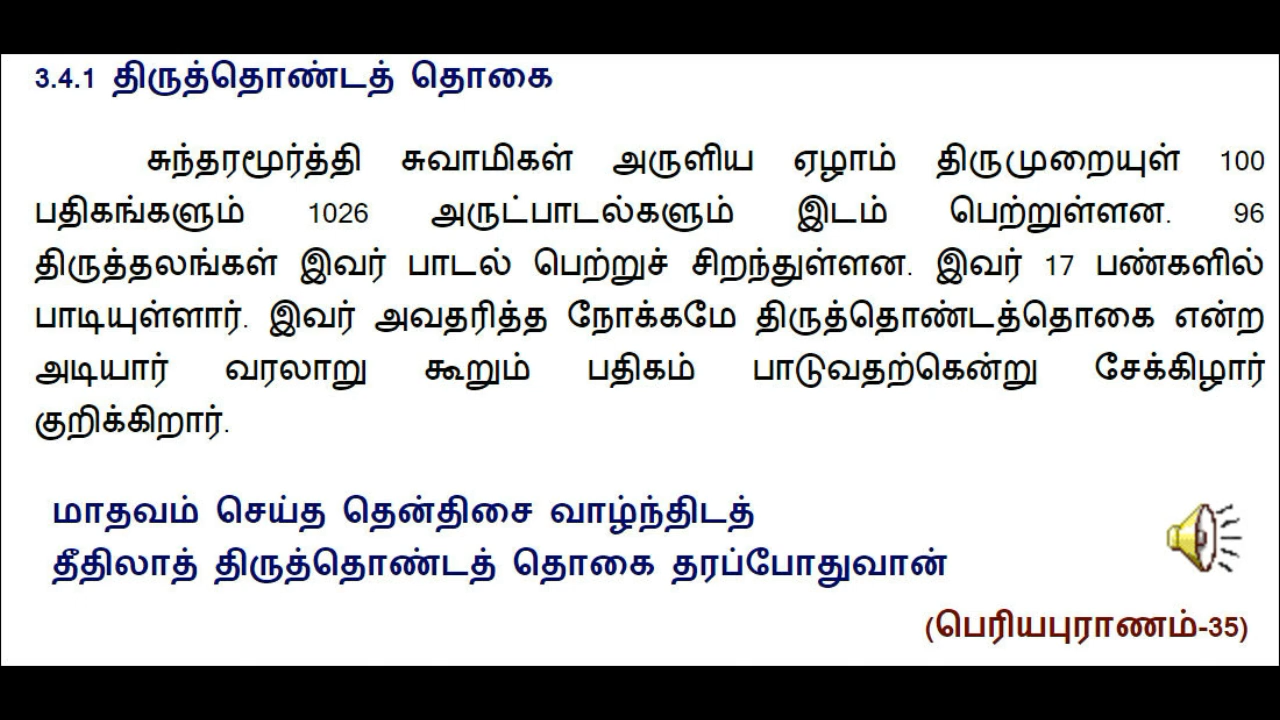 3.4.1 திருத்தொண்டத் தொகை
சுந்தரமூர்த்தி சுவாமிகள் அருளிய ஏழாம் திருமுறையுள் 100
பதிகங்களும் 1026 அருட்பாடல்களும் இடம் பெற்றுள்ளன. 96
திருத்தலங்கள் இவர் பாடல் பெற்றுச் சிறந்துள்ளன. இவர் 17 பண்களில்
பாடியுள்ளார். இவர் அவதரித்த நோக்கமே திருத்தொண்டத்தொகை என்ற
அடியார் வரலாறு கூறும் பதிகம் பாடுவதற்கென்று சேக்கிழார்
குறிக்கிறார்.
மாதவம் செய்த தென்திசை வாழ்ந்திடத்
தீதிலாத் திருத்தொண்டத் தொகை தரப்போதுவான்
(பெரியபுராணம்-35)